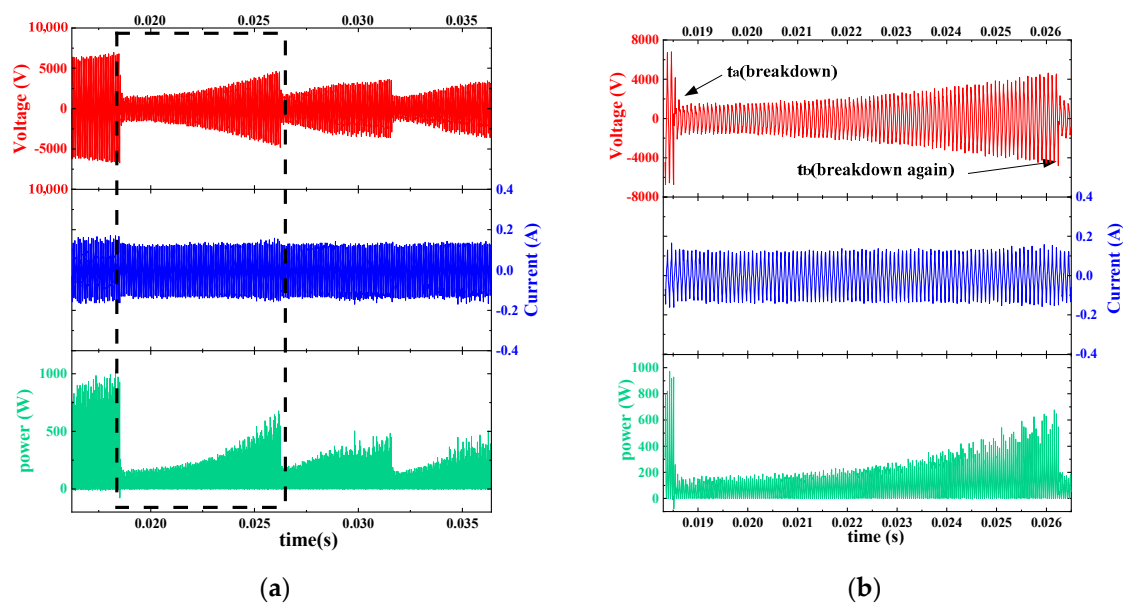 0.020 0.025 0.030 0.035
10,000
5000
0
-5000
10,000
Voltage (V)
0.4
0.2
0.0
-0.2
-0.4
Current (A)
1000
500
0
power (W)
0.020 0.025 0.030 0.035
time(s)
(a)
0.019 0.020 0.021 0.022 0.023 0.024 0.025 0.026
8000
4000
0
-4000
-8000
Voltage (V)
ta(breakdown)
tb(breakdown again)
0.4
0.2
0.0
-0.2
-0.4
Current (A)
1000
800
600
400
200
0
power (W)
0.019 0.020 0.021 0.022 0.023 0.024 0.025 0.026
time (s)
(b)